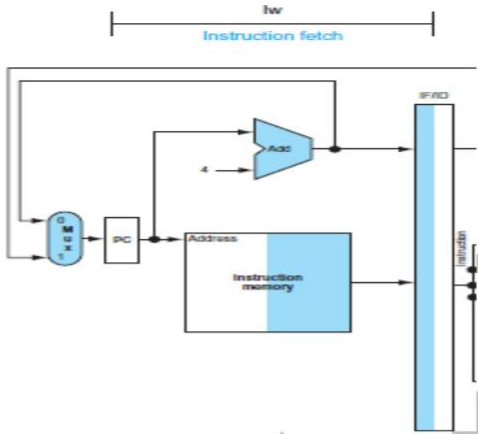 lw
Instruction fetch
IF/ID
Add
4
0
M
u
x
1
PC
Address
Instruction
memory
Instruction